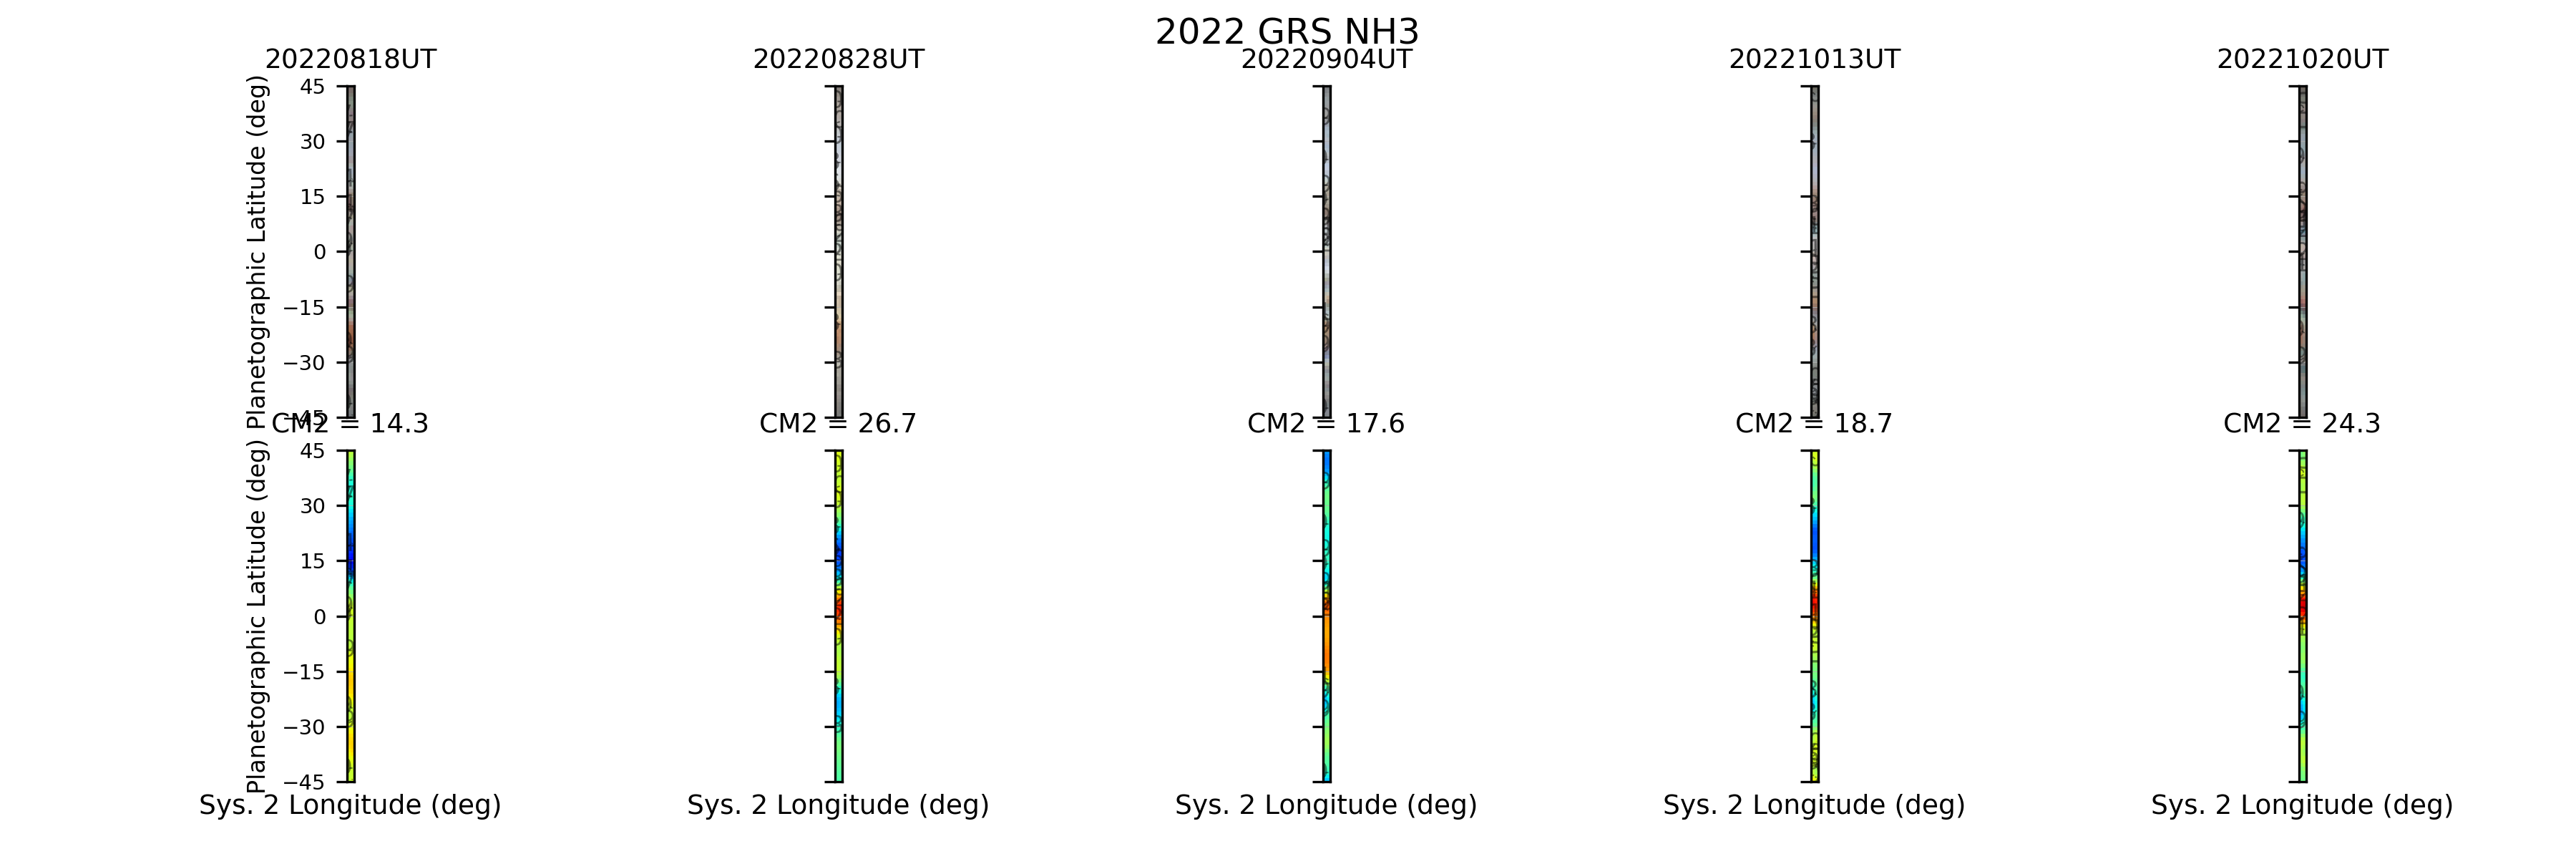 2022 GRS NH3
20220818UT 20220828UT 20220904UT 20221013UT 20221020UT
Planetographic Latitude (deg)
45
30
15
0
−15
−30
−45
CM2 = 14.3 CM2 = 26.7 CM2 = 17.6 CM2 = 18.7 CM2 = 24.3
Planetographic Latitude (deg)
45
30
15
0
−15
−30
−45
Sys. 2 Longitude (deg) Sys. 2 Longitude (deg) Sys. 2 Longitude (deg) Sys. 2 Longitude (deg) Sys. 2 Longitude (deg)